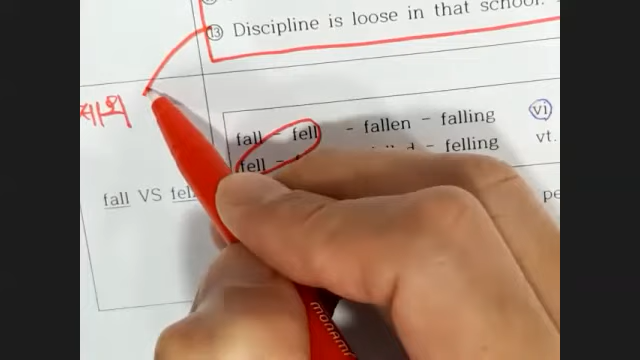 ⑬ Discipline is loose in that school.
제외
fall - fell - fallen - falling vi
fell - - felling vt.
fall VS fell